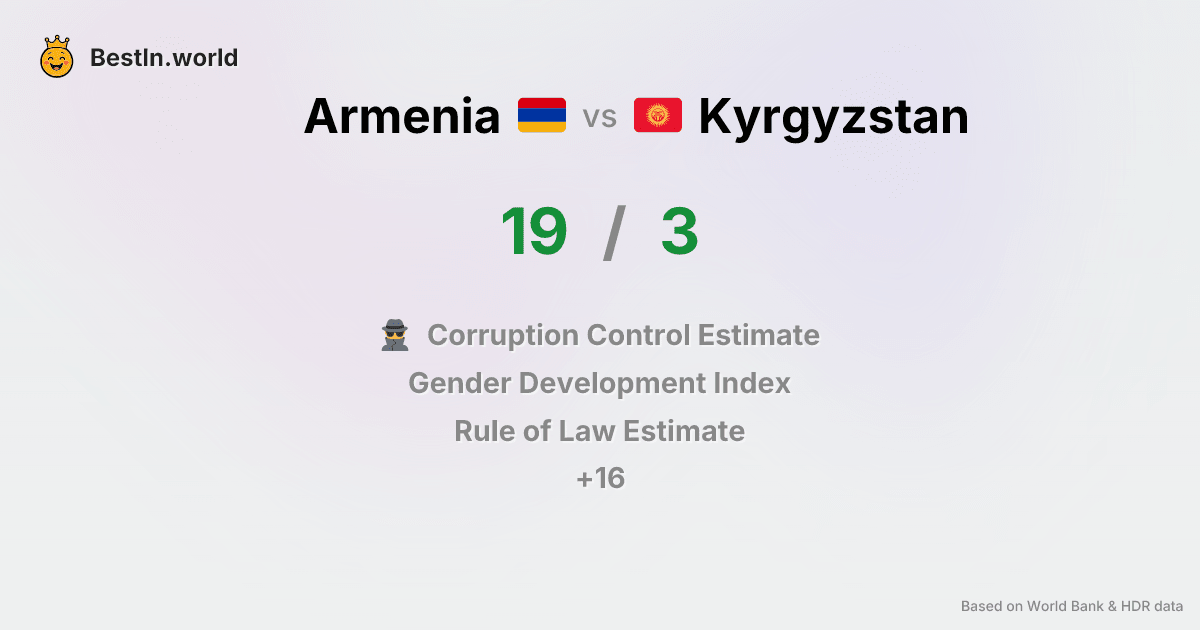 BestIn.world
Armenia vs Kyrgyzstan
19 / 3
Corruption Control Estimate
Gender Development Index
Rule of Law Estimate
+16
Based on World Bank & HDR data